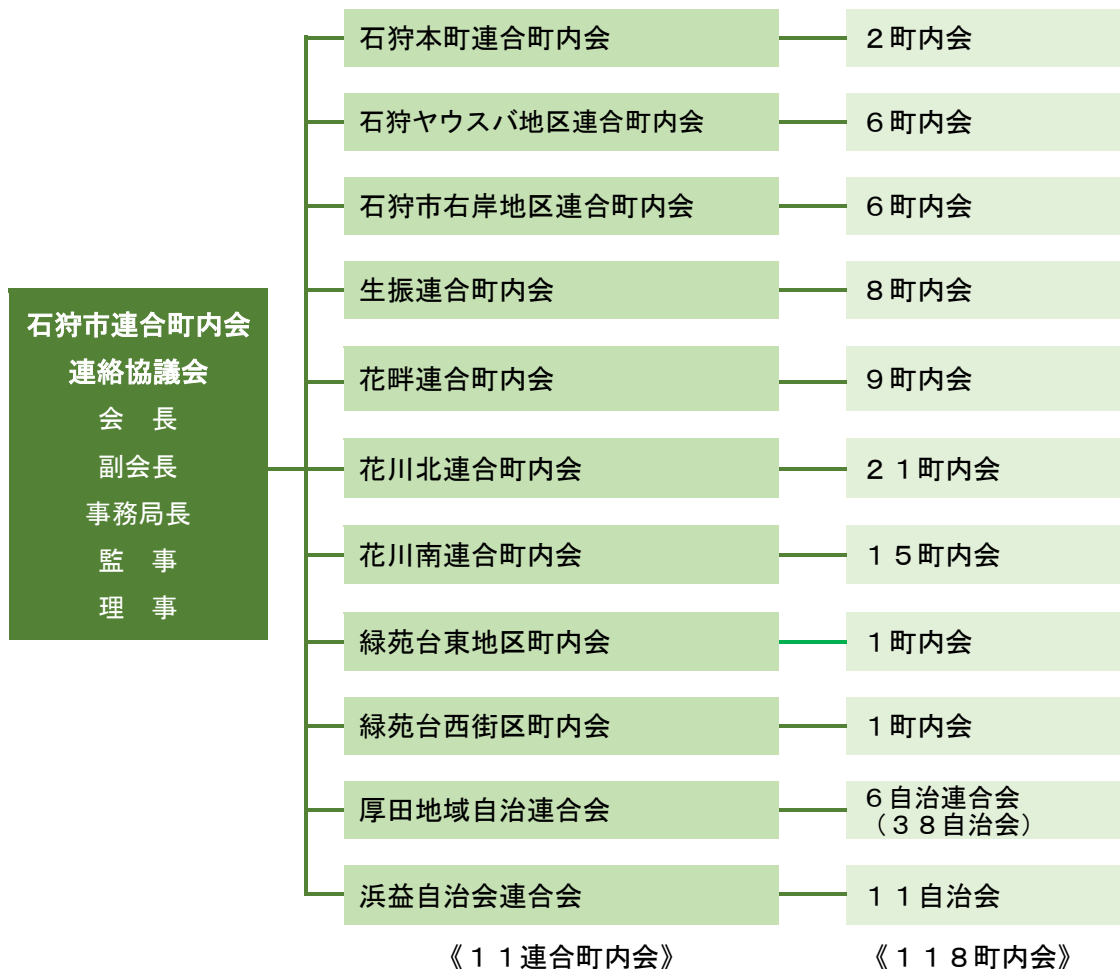 石狩市連合町内会
連絡協議会
会　長
副会長
事務局長
監　事
理　事
石狩本町連合町内会
２町内会
石狩ヤウスバ地区連合町内会
６町内会
石狩市右岸地区連合町内会
６町内会
生振連合町内会
８町内会
花畔連合町内会
９町内会
花川北連合町内会
２１町内会
花川南連合町内会
１５町内会
緑苑台東地区町内会
１町内会
緑苑台西街区町内会
１町内会
厚田地域自治連合会
６自治連合会
（３８自治会）
浜益自治会連合会
１１自治会
《１１連合町内会》
《１１８町内会》